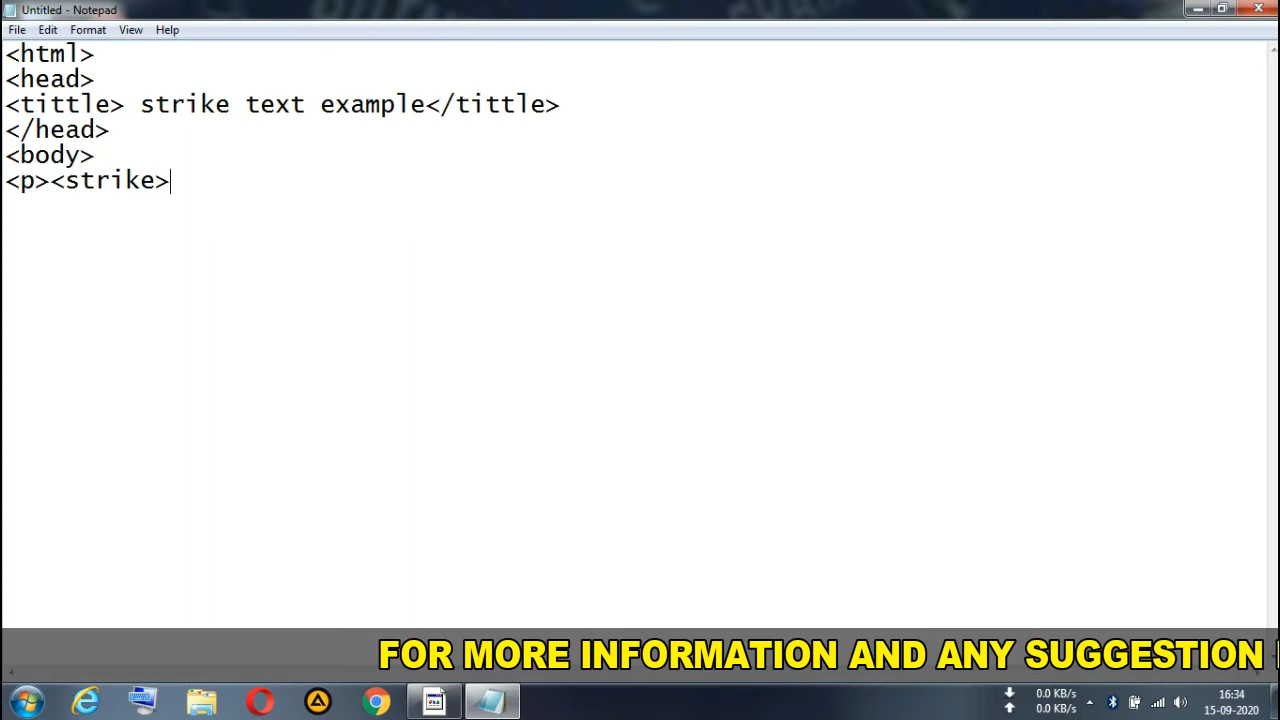 Untitled - Notepad
File Edit Format View Help
<html>
<head>
<tittle> strike text example</tittle>
</head>
<body>
<p><strike>
FOR MORE INFORMATION AND ANY SUGGESTION
0.0 KB/s
0.0 KB/s
16:34
15-09-2020